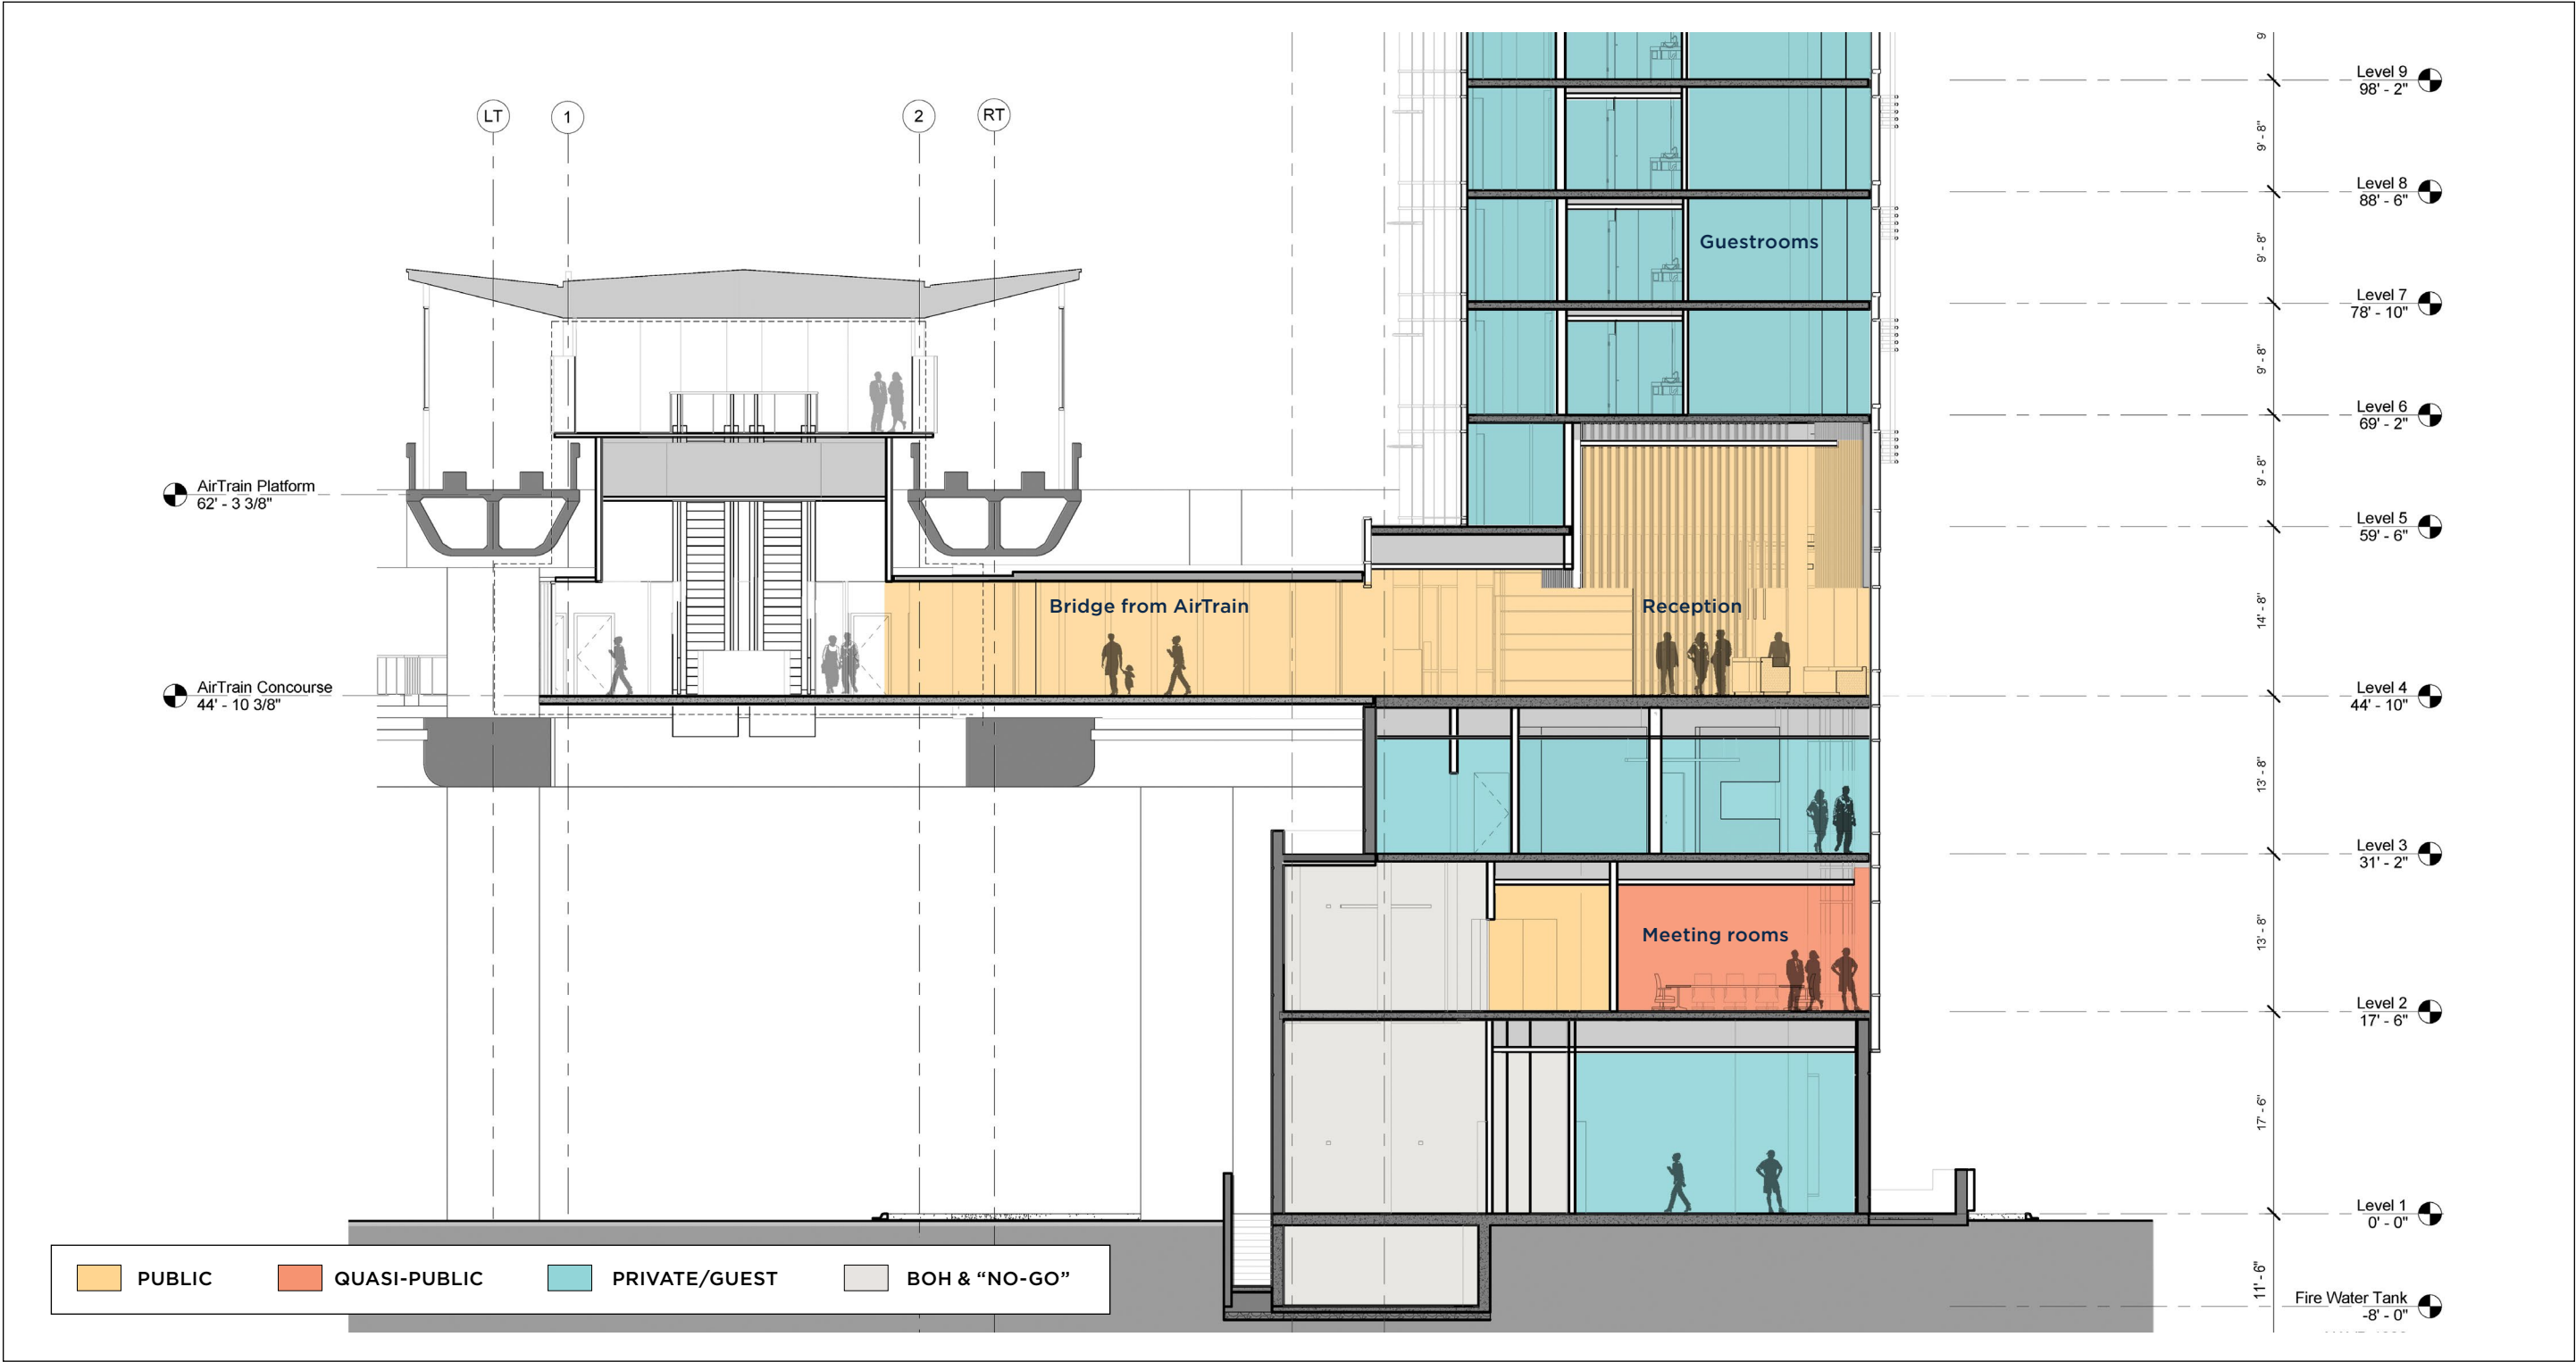 LT
1
2
RT
AirTrain Platform
62' - 3 3/8"
AirTrain Concourse
44' - 10 3/8"
Guestrooms
Bridge from AirTrain
Reception
Meeting rooms
9
9' - 8"
9' - 8"
9' - 8"
9' - 8"
9' - 8"
14' - 8"
13' - 8"
13' - 8"
17' - 6"
11' - 6"
Level 9
98' - 2"
Level 8
88' - 6"
Level 7
78' - 10"
Level 6
69' - 2"
Level 5
59' - 6"
Level 4
44' - 10"
Level 3
31' - 2"
Level 2
17' - 6"
Level 1
0' - 0"
Fire Water Tank
-8' - 0"
PUBLIC
QUASI-PUBLIC
PRIVATE/GUEST
BOH & “NO-GO”